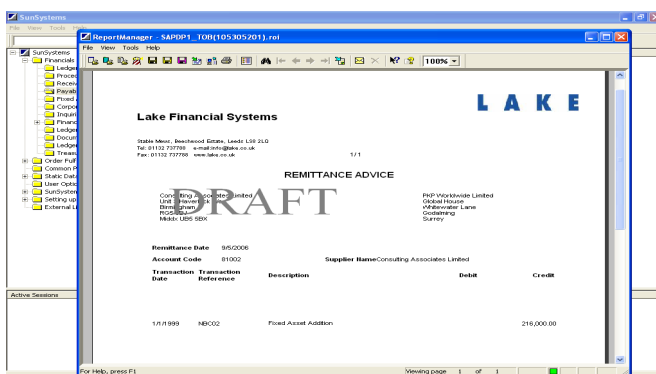 SunSystems
File View Tools Help
ReportManager - SAPDP1_TOB(105305201).roi
File View Tools Help
100%
SunSystems
Financials
Ledger
Proced
Receiv
Payab
Fixed
Corpor
Inquiri
Financ
Ledger
Docum
Ledger
Treasu
Order Fulf
Common P
Static Data
User Optio
SunSystem
Setting up
External Li
Active Sessions
LAKE
Lake Financial Systems
Stable Mews, Beechwood Estate, Leeds LS8 2LQ
Tel: 01132 737788 e-mail:info@lake.co.uk
Fax: 01132 737788 www.lake.co.uk 1/1
REMITTANCE ADVICE
DRAFT
Consulting Associates Limited
Birmingham
Middx UB5 5BX
PKP Worldwide Limited
Global House
Whitewater Lane
Godalming
Surrey
Remittance Date 9/5/2006
Account Code 81002 Supplier NameConsulting Associates Limited
Transaction Date Transaction Reference Description Debit Credit
1/1/1999 NBC02 Fixed Asset Addition 216,000.00
For Help, press F1 Viewing page 1 of 1